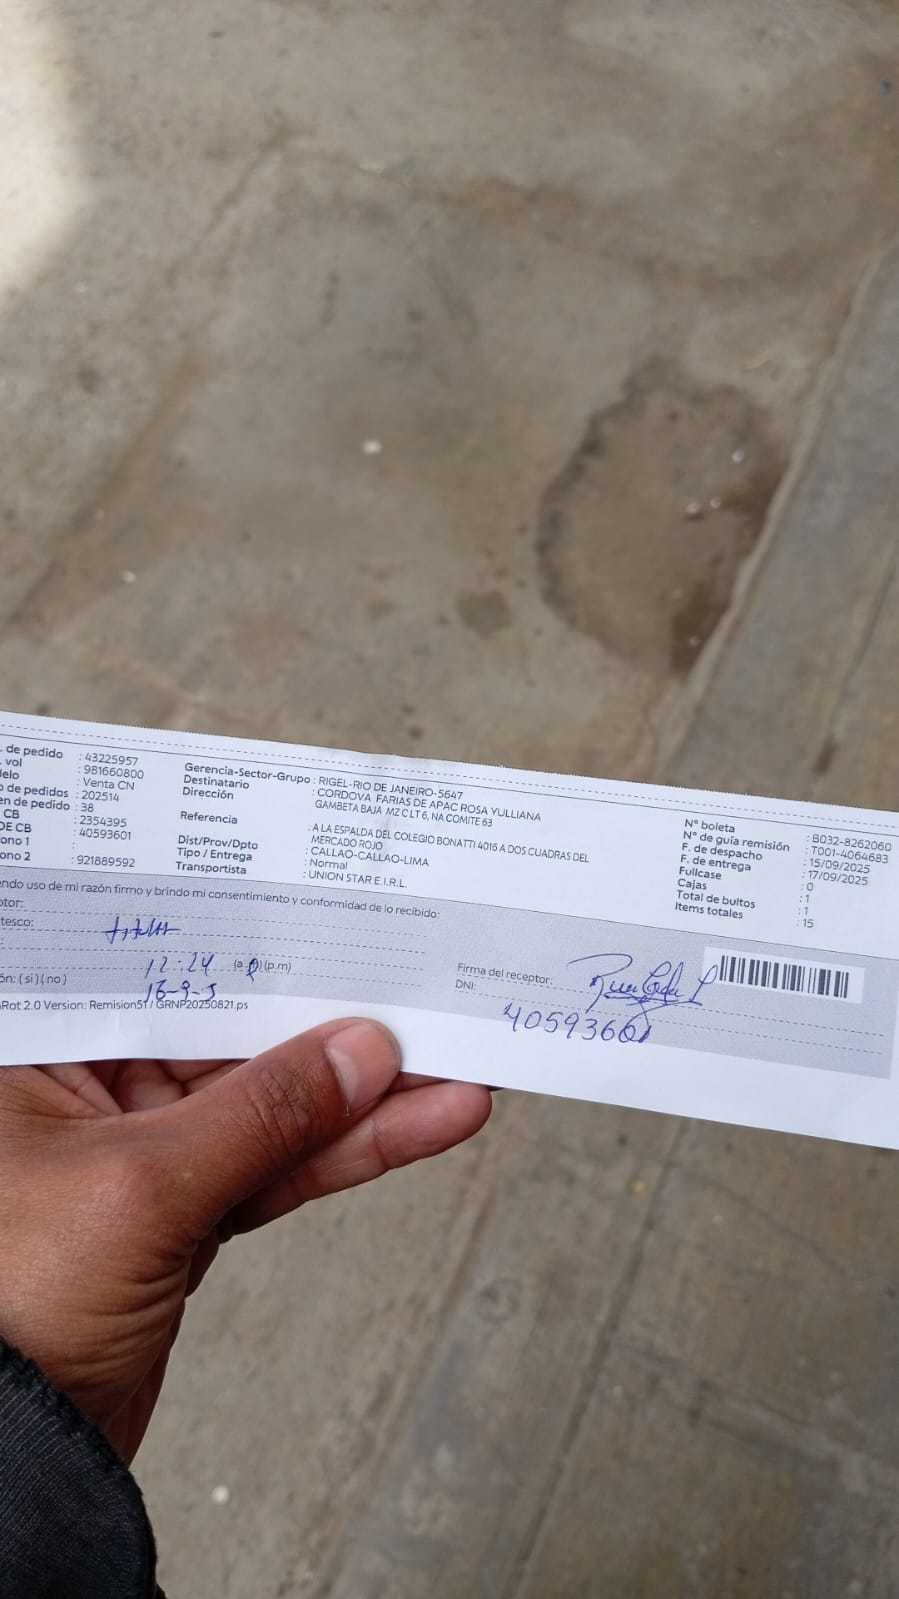 . de pedido : 43225957
. vol : 981660800
delo : Venta CN
o de pedidos : 202514
en de pedido : 38
CB : 2354395
DE CB : 40593601
ono 1 :
ono 2 : 921889592
Gerencia-Sector-Grupo : RIGEL-RIO DE JANEIRO-5647
Destinatario : CORDOVA FARIAS DE APAC ROSA YULLIANA
Dirección GAMBETA BAJA MZ C LT 6, NA COMITE 63
Referencia : A LA ESPALDA DEL COLEGIO BONATTI 4016 A DOS CUADRAS DEL
MERCADO ROJO
Dist/Prov/Dpto : CALLAO-CALLAO-LIMA
Tipo / Entrega : Normal
Transportista : UNION STAR E.I.R.L.
N° boleta : B032-8262060
N° de guía remisión : T001-4064683
F. de despacho : 15/09/2025
F. de entrega : 17/09/2025
Fullcase : 0
Cajas : 1
Total de bultos : 1
Items totales : 15
endo uso de mi razón firmo y brindo mi consentimiento y conformidad de lo recibido:
ptor:
tesco: titular
: 12:24 (a ) (p.m)
ón: ( si ) ( no ) 16-9-
Firma del receptor:
DNI: 40593601
aRot 2.0 Version: Remision51 / GRNP20250821.ps